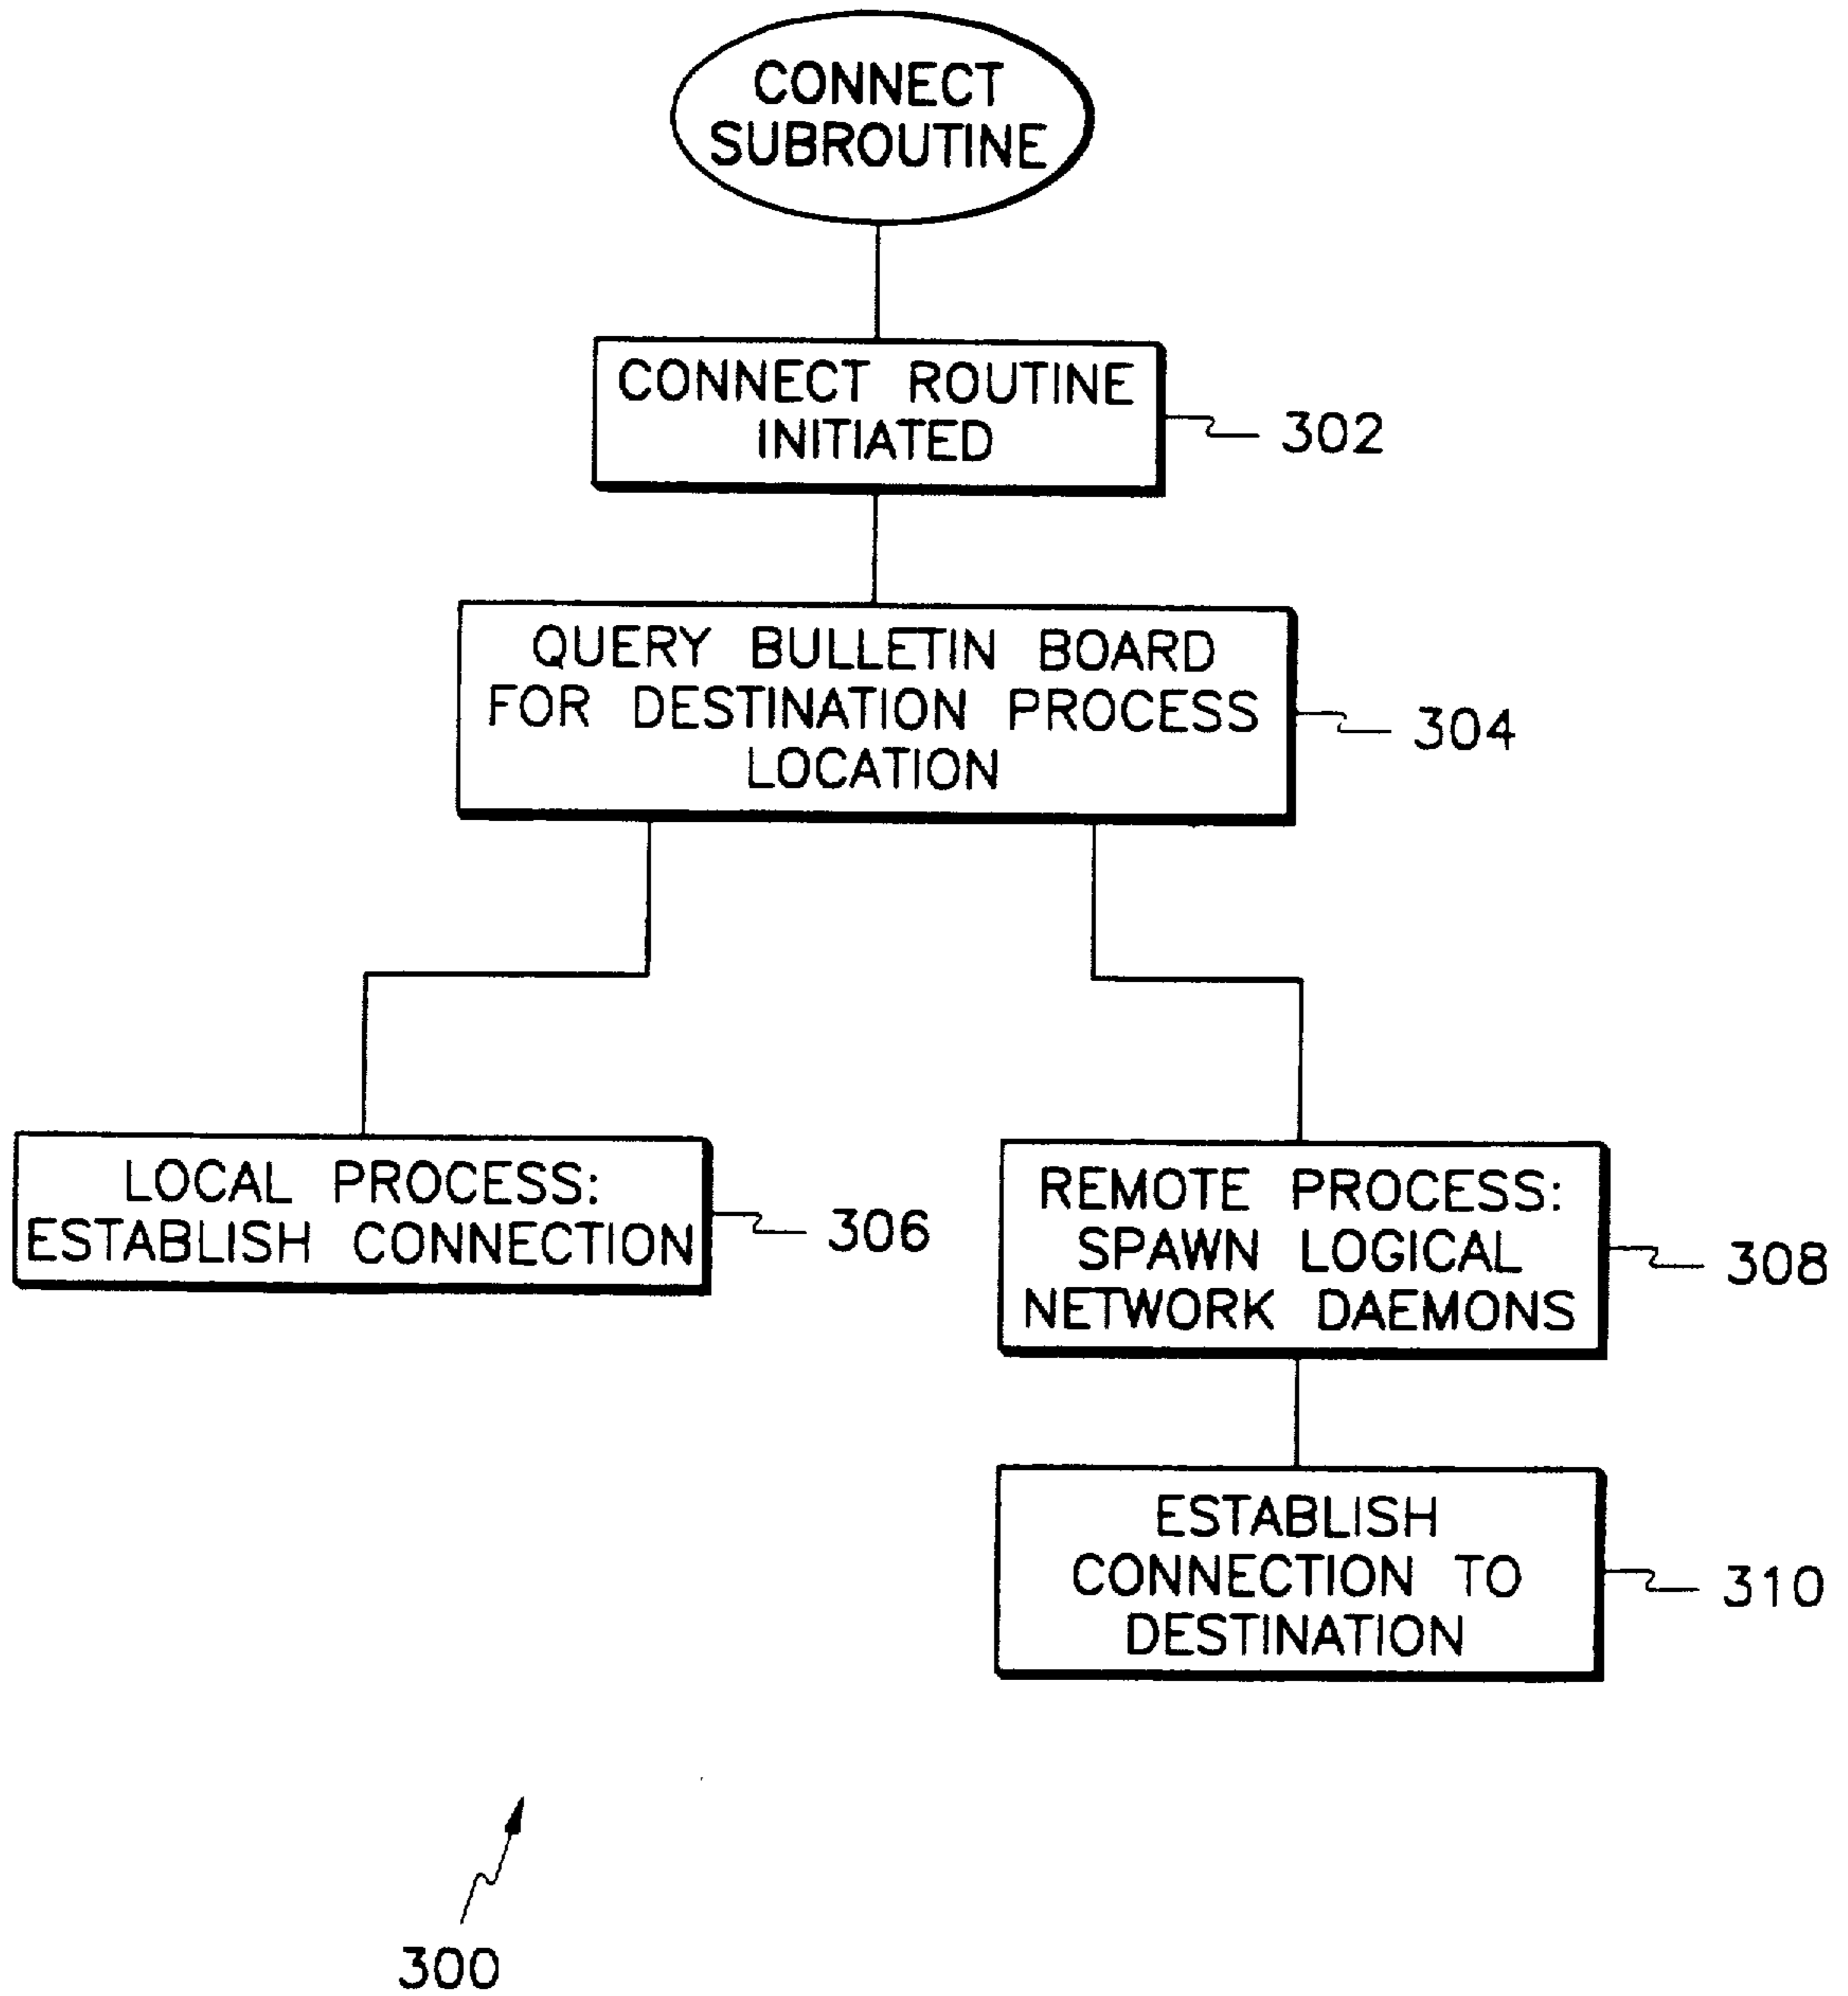 CONNECT
SUBROUTINE
CONNECT ROUTINE
INITIATED
302
QUERY BULLETIN BOARD
FOR DESTINATION PROCESS
LOCATION
304
LOCAL PROCESS:
ESTABLISH CONNECTION
306
REMOTE PROCESS:
SPAWN LOGICAL
NETWORK DAEMONS
308
ESTABLISH
CONNECTION TO
DESTINATION
310
300